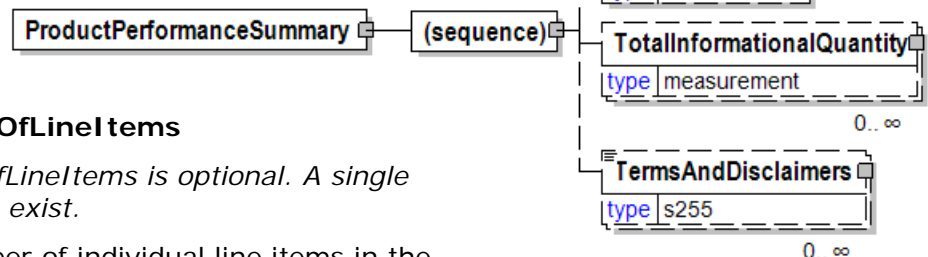 ProductPerformanceSummary
(sequence)
TotalInformationalQuantity
type measurement
0.. ∞
TermsAndDisclaimers
type s255
0.. ∞
OfLineItems
fLineItems is optional. A single
exist.
er of individual line items in the